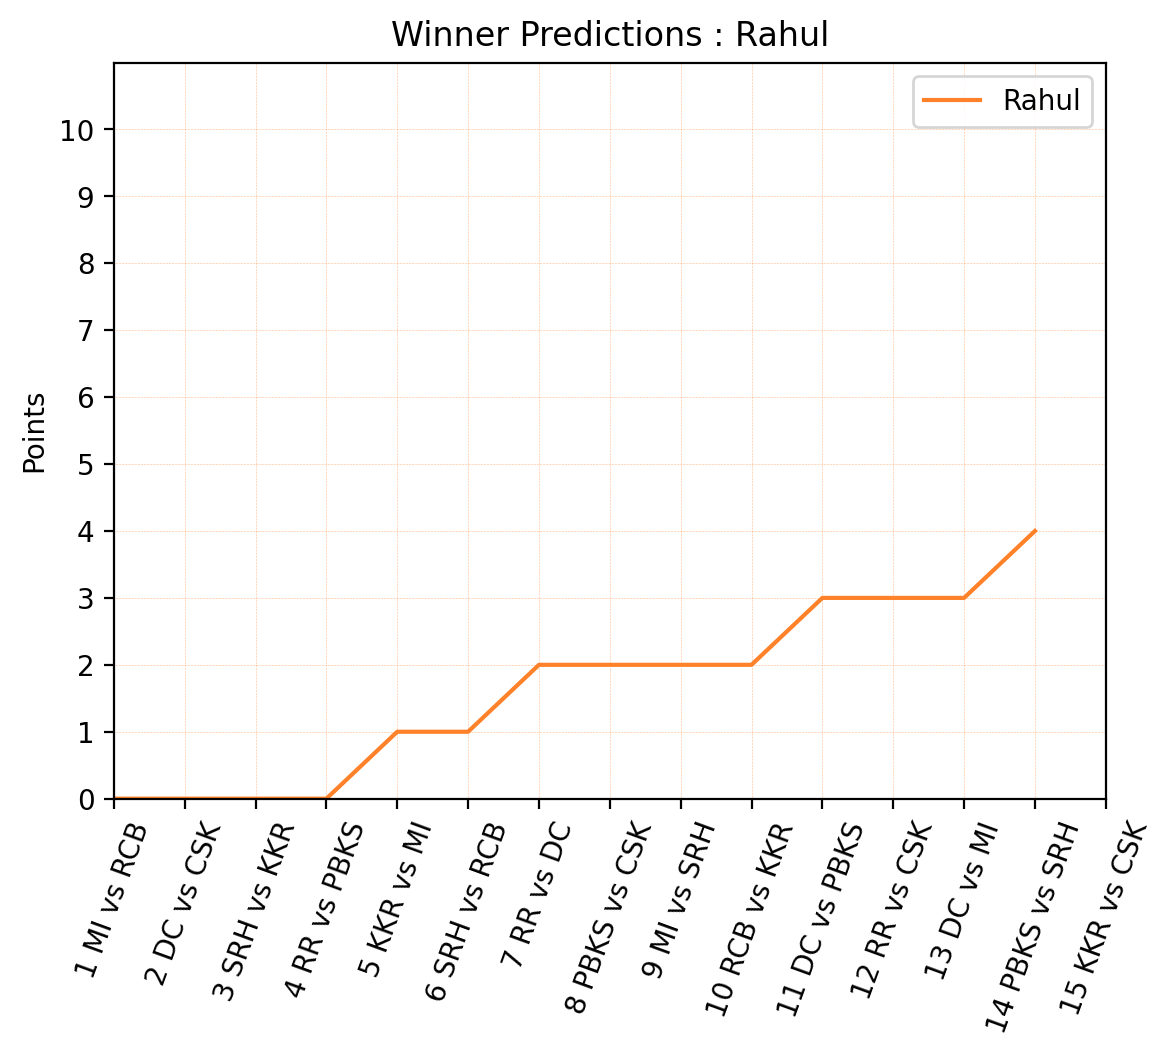 Winner Predictions : Rahul
Rahul
10
9
8
7
6
5
4
3
2
1
0
Points
1 MI vs RCB
2 DC vs CSK
3 SRH vs KKR
4 RR vs PBKS
5 KKR vs MI
6 SRH vs RCB
7 RR vs DC
8 PBKS vs CSK
9 MI vs SRH
10 RCB vs KKR
11 DC vs PBKS
12 RR vs CSK
13 DC vs MI
14 PBKS vs SRH
15 KKR vs CSK